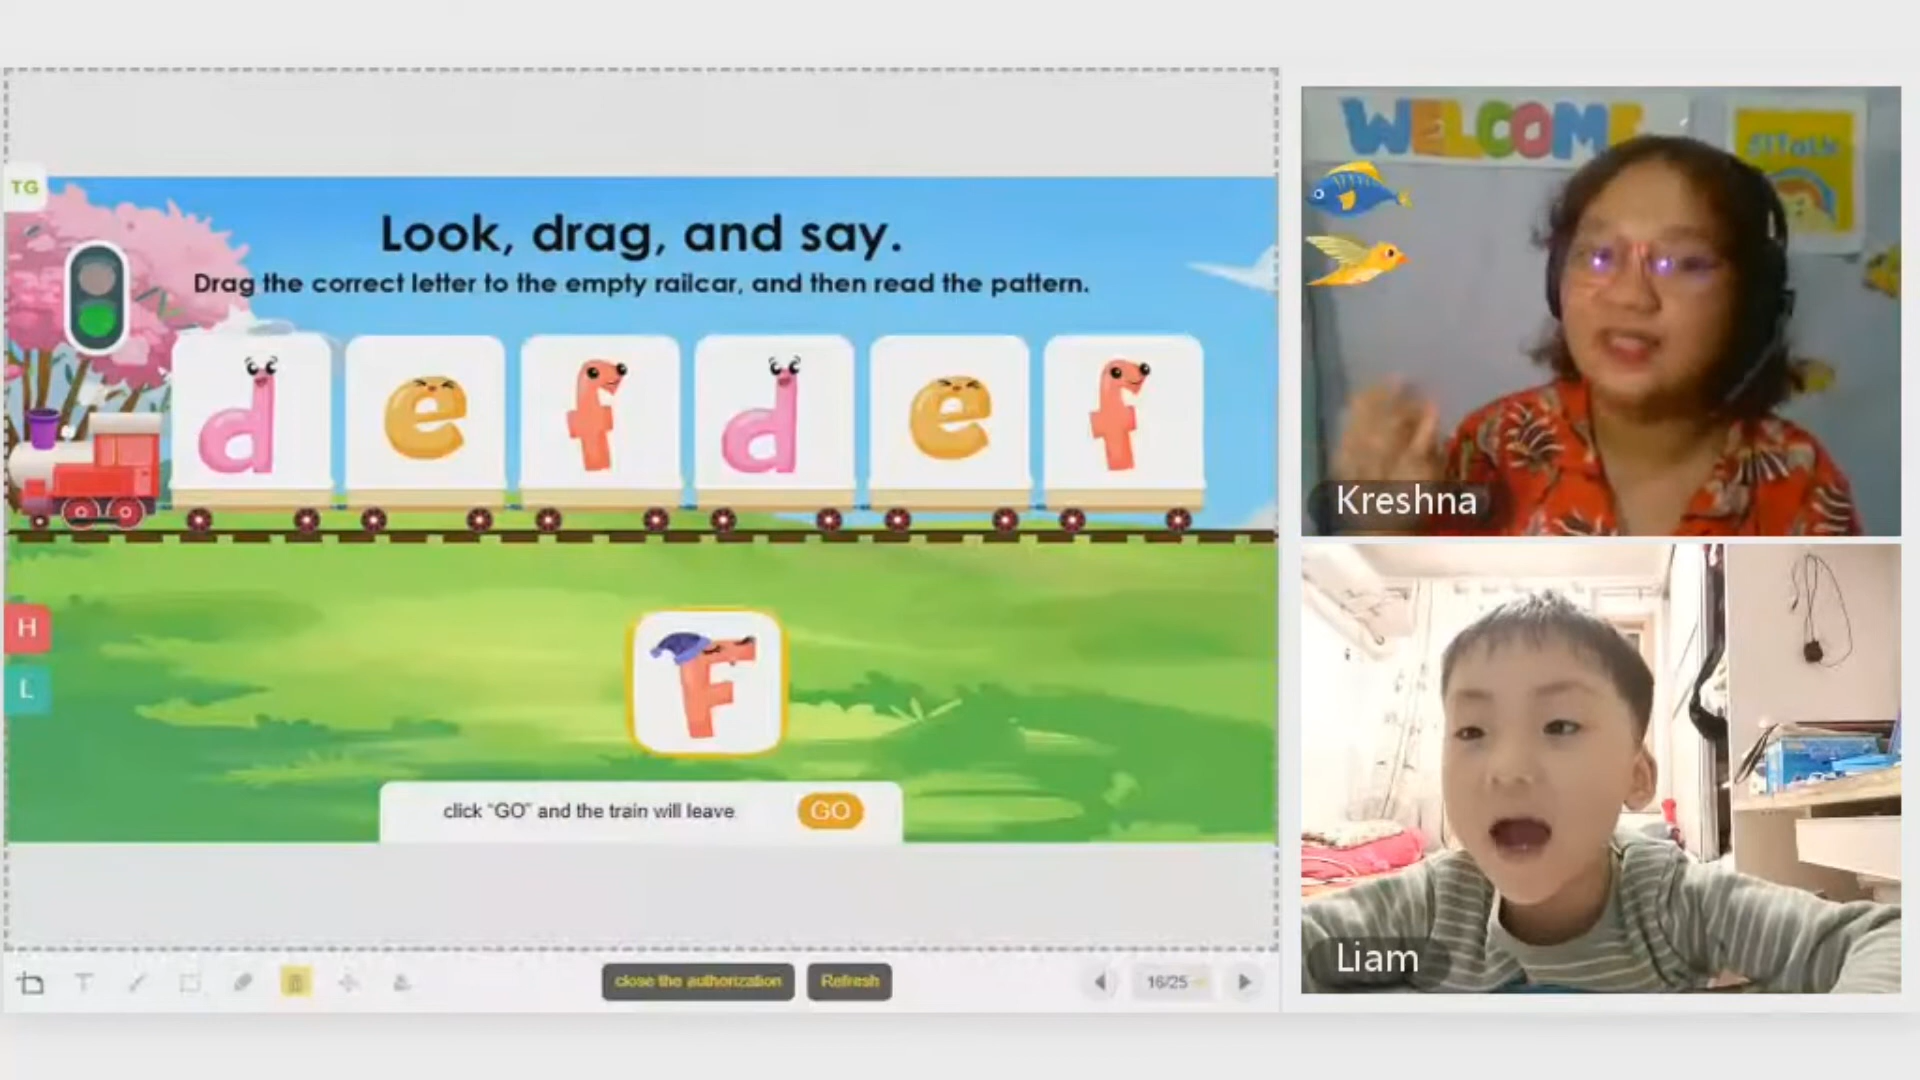 TG
Look, drag, and say.
Drag the correct letter to the empty railcar, and then read the pattern.
d e f d e f
H
L
F
click "GO" and the train will leave
GO
close the authorization
Refresh
16/25
WELCOME
51Talk
Kreshna
Liam